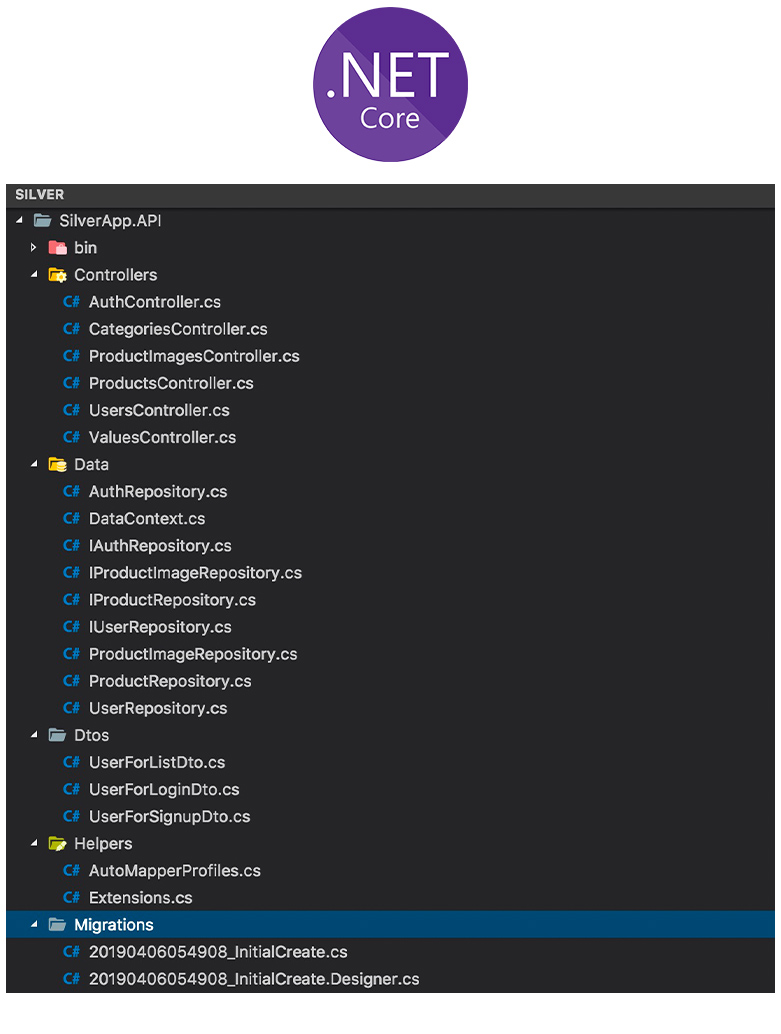 .NET
Core
SILVER
SilverApp.API
bin
Controllers
C# AuthController.cs
C# CategoriesController.cs
C# ProductImagesController.cs
C# ProductsController.cs
C# UsersController.cs
C# ValuesController.cs
Data
C# AuthRepository.cs
C# DataContext.cs
C# IAuthRepository.cs
C# IProductImageRepository.cs
C# IProductRepository.cs
C# IUserRepository.cs
C# ProductImageRepository.cs
C# ProductRepository.cs
C# UserRepository.cs
Dtos
C# UserForListDto.cs
C# UserForLoginDto.cs
C# UserForSignupDto.cs
Helpers
C# AutoMapperProfiles.cs
C# Extensions.cs
Migrations
C# 20190406054908_InitialCreate.cs
C# 20190406054908_InitialCreate.Designer.cs